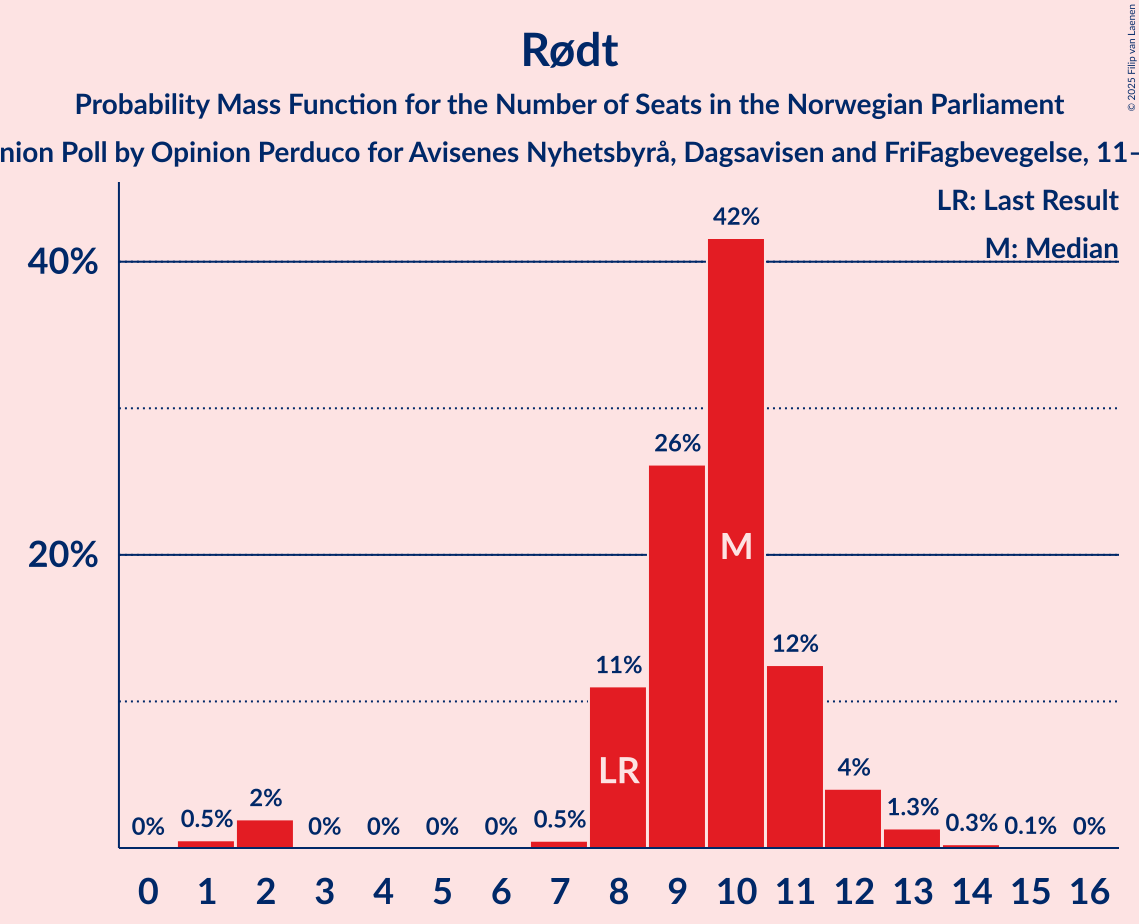 Rødt
Probability Mass Function for the Number of Seats in the Norwegian Parliament
nion Poll by Opinion Perduco for Avisenes Nyhetsbyrå, Dagsavisen and FriFagbevegelse, 11–
© 2025 Filip van Laenen
LR: Last Result
M: Median
42%
40%
26%
M
20%
12%
11%
LR
4%
2%
1.3%
0% 0.5% 0% 0% 0% 0% 0.5% 0.3% 0.1% 0%
0 1 2 3 4 5 6 7 8 9 10 11 12 13 14 15 16